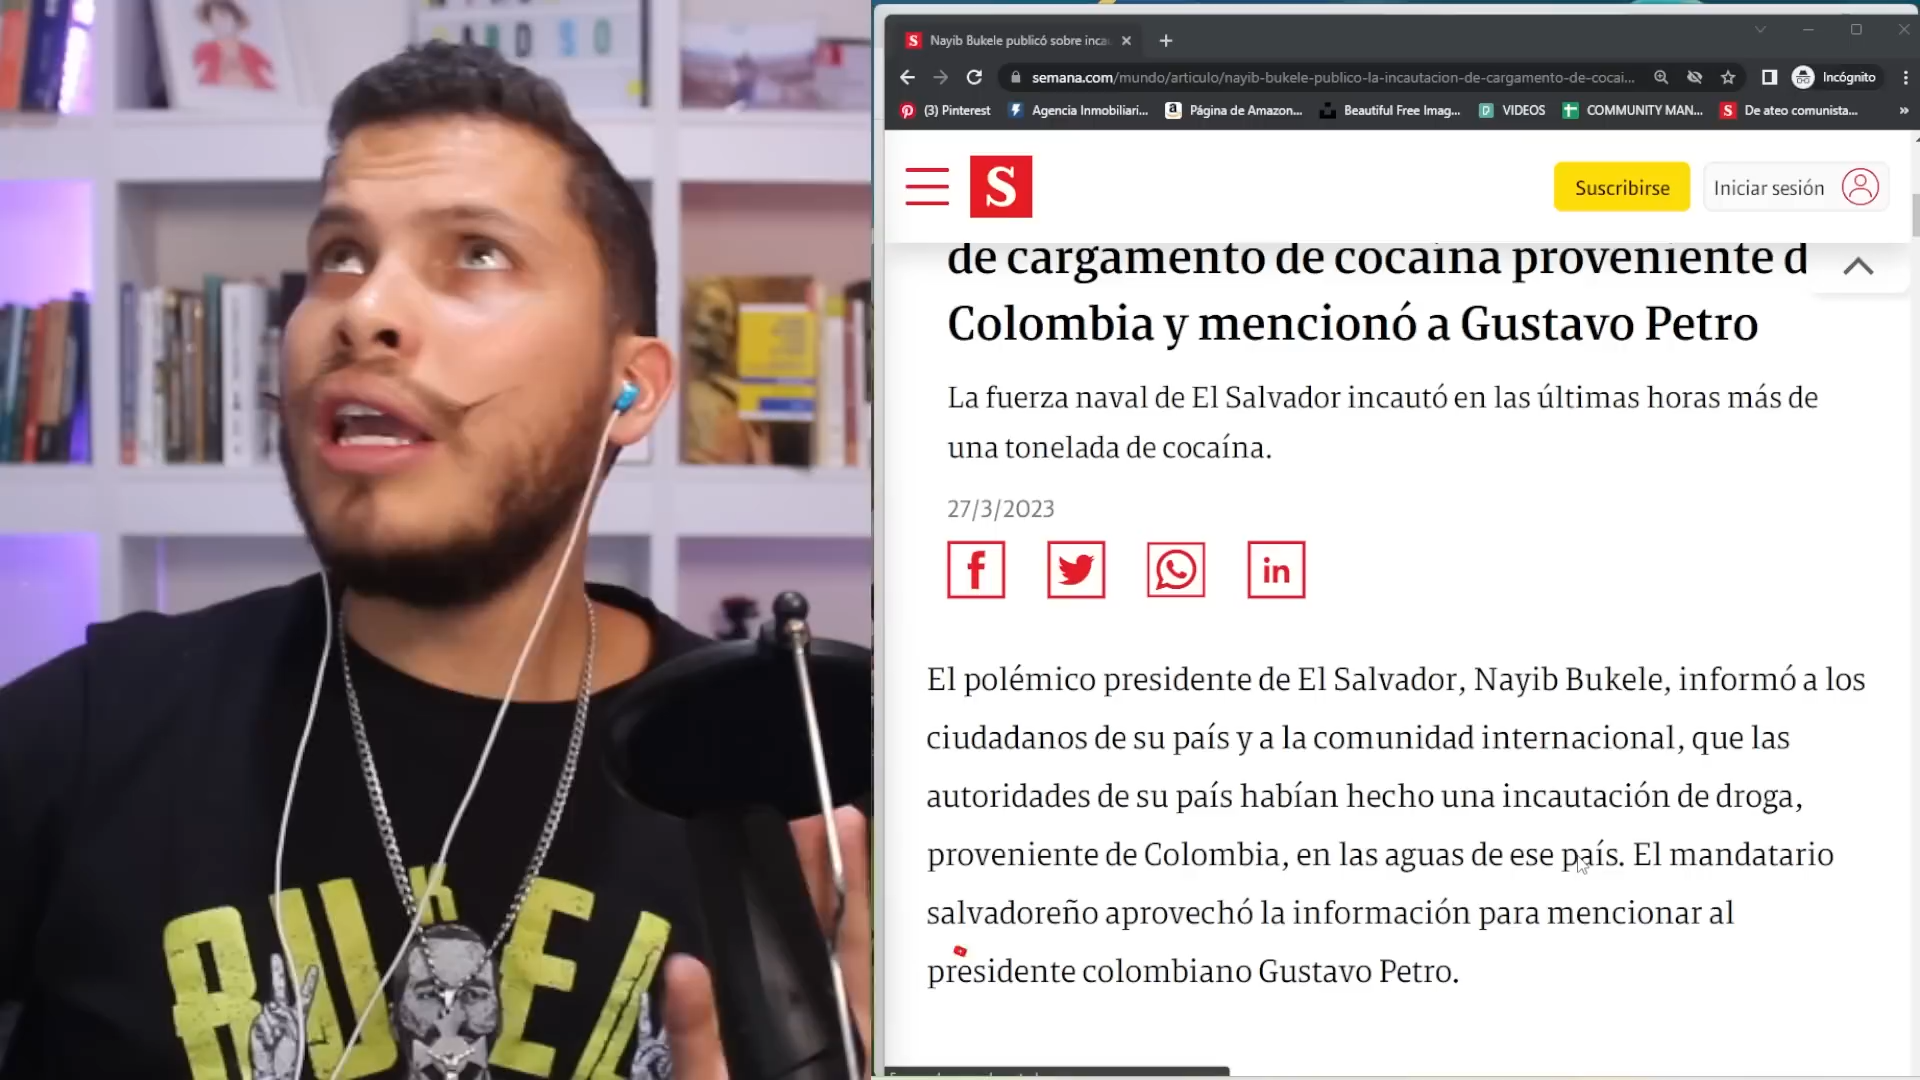 Nayib Bukele publicó sobre inca
semana.com/mundo/articulo/nayib-bukele-publico-la-incautacion-de-cargamento-de-cocai...
Incógnito
(3) Pinterest
Agencia Inmobiliari...
Página de Amazon...
Beautiful Free Imag...
VIDEOS
COMMUNITY MAN...
De ateo comunista...
S
Suscribirse
Iniciar sesión
de cargamento de cocaína proveniente d
Colombia y mencionó a Gustavo Petro
La fuerza naval de El Salvador incautó en las últimas horas más de
una tonelada de cocaína.
27/3/2023
El polémico presidente de El Salvador, Nayib Bukele, informó a los
ciudadanos de su país y a la comunidad internacional, que las
autoridades de su país habían hecho una incautación de droga,
proveniente de Colombia, en las aguas de ese país. El mandatario
salvadoreño aprovechó la información para mencionar al
presidente colombiano Gustavo Petro.
BUKELE